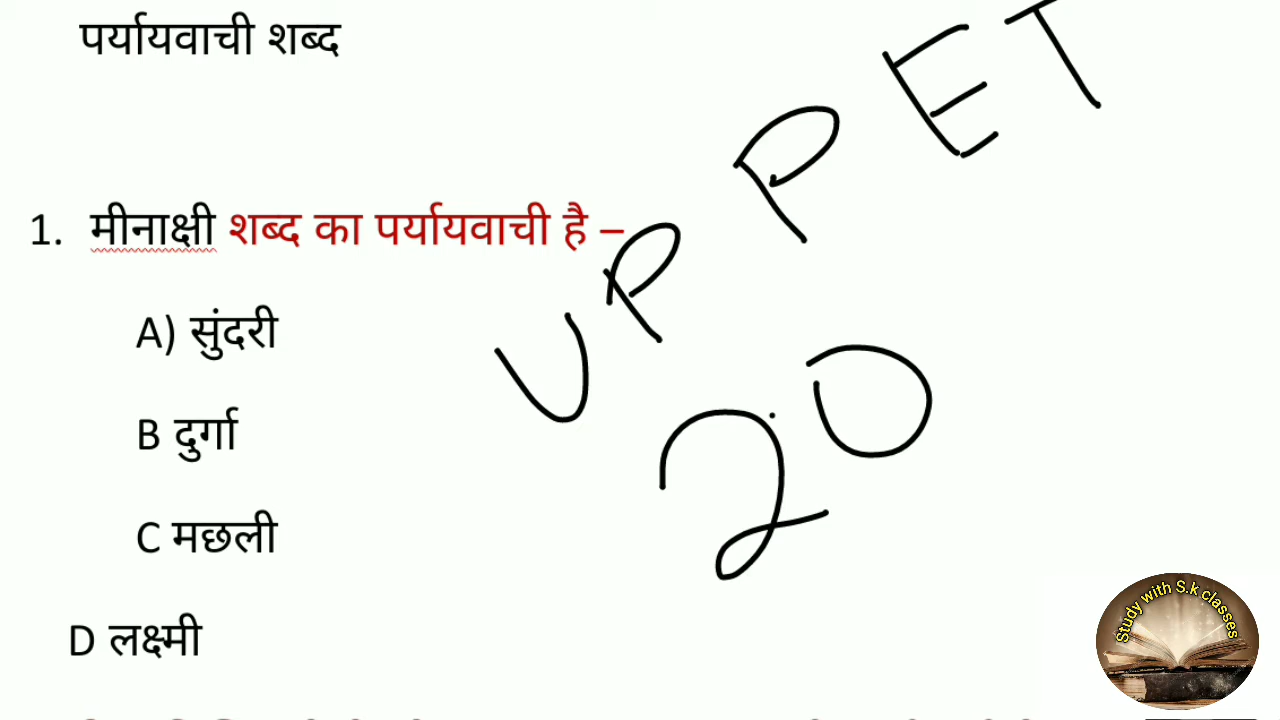 पर्यायवाची शब्द
1. मीनाक्षी शब्द का पर्यायवाची है –
A) सुंदरी
B दुर्गा
C मछली
D लक्ष्मी
UP PET
20
Study with S.k classes